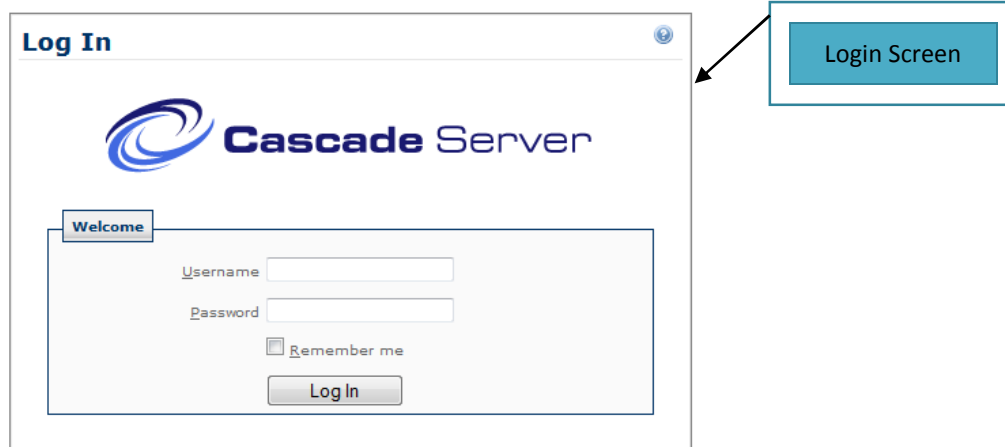 Log In
Login Screen
Cascade Server
Welcome
Username
Password
Remember me
Log In